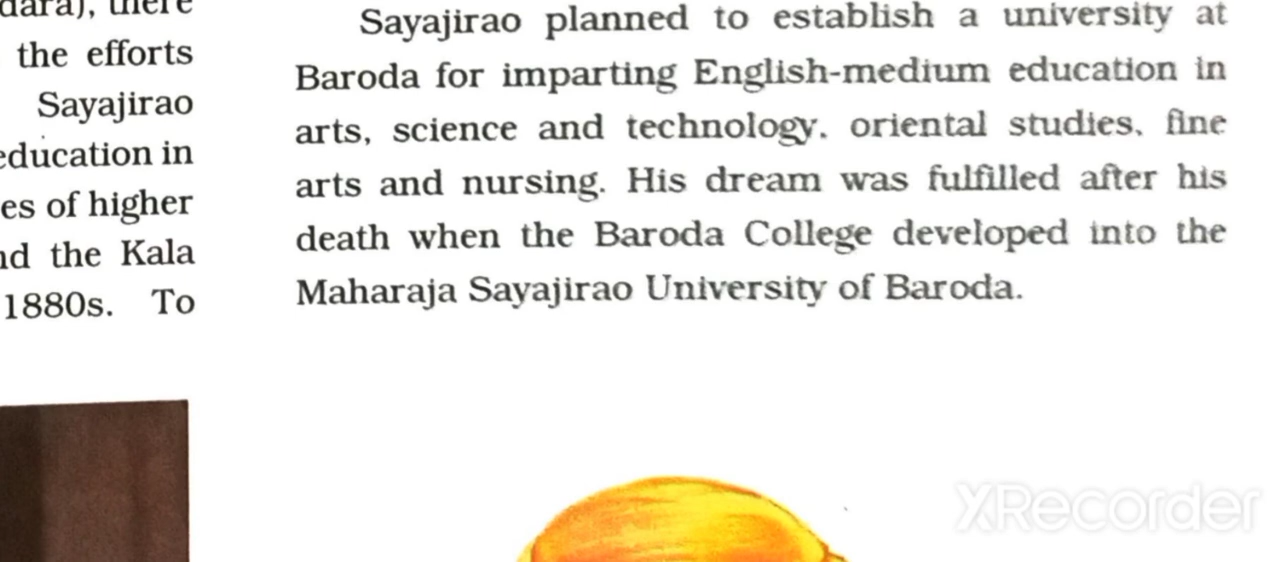 dara), there
the efforts
Sayajirao
education in
es of higher
nd the Kala
1880s. To
Sayajirao planned to establish a university at
Baroda for imparting English-medium education in
arts, science and technology, oriental studies, fine
arts and nursing. His dream was fulfilled after his
death when the Baroda College developed into the
Maharaja Sayajirao University of Baroda.
XRecorder